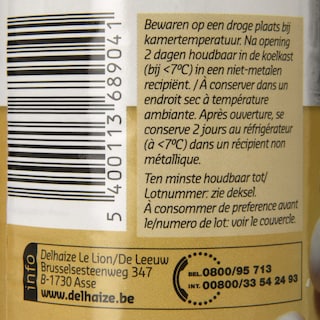 Bewaren op een droge plaats bij
kamertemperatuur. Na opening
2 dagen houdbaar in de koelkast
(bij <7ºC) in een niet-metalen
recipiënt. / À conserver dans un
endroit sec à température
ambiante. Après ouverture, se
conserve 2 jours au réfrigérateur
(à <7ºC) dans un récipient non
métallique.
Ten minste houdbaar tot/
Lotnummer: zie deksel.
À consommer de preference avant
le/numero de lot: voir le couvercle.
5 400113 689041
info
Delhaize Le Lion/De Leeuw
Brusselsesteenweg 347
B-1730 Asse
www.delhaize.be
BEL. 0800/95 713
INT. 00800/33 54 24 93